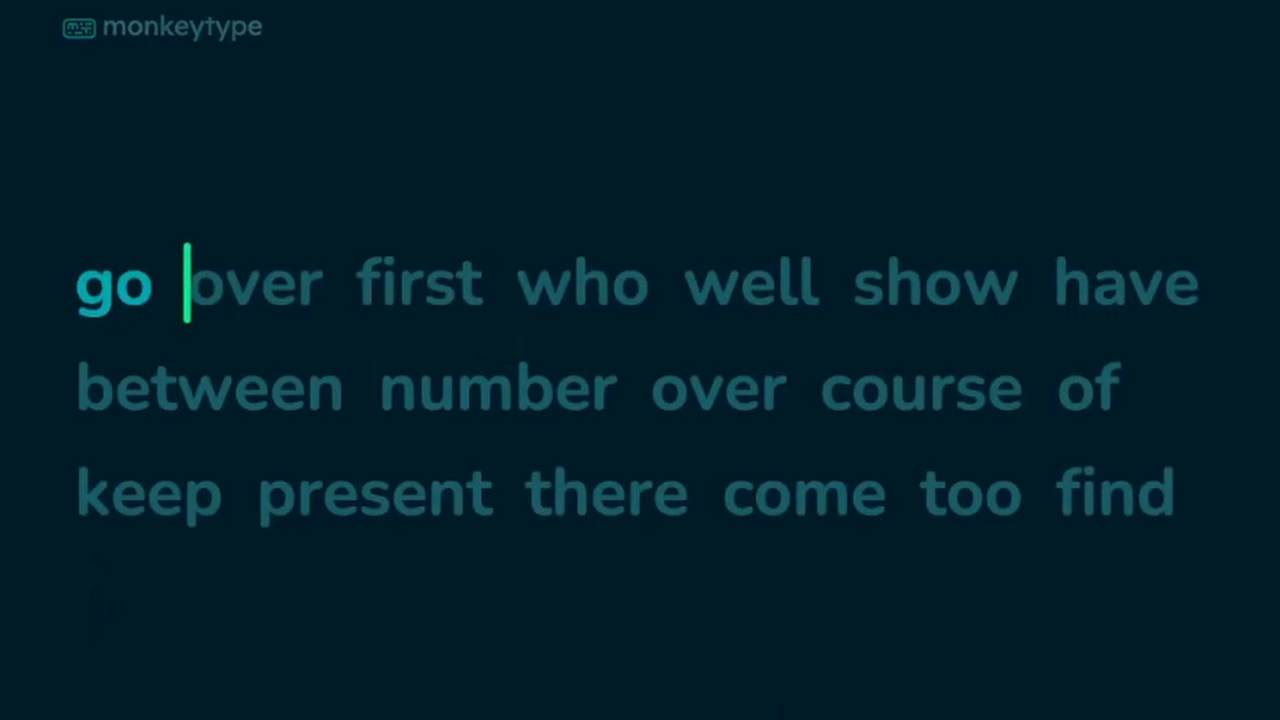 monkeytype
go over first who well show have
between number over course of
keep present there come too find